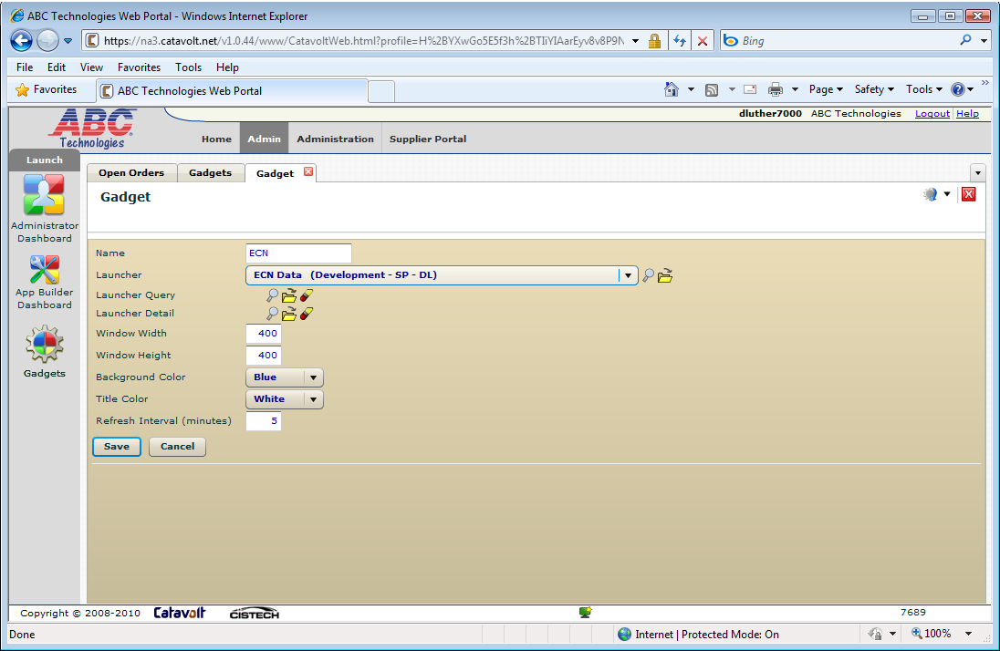 ABC Technologies Web Portal - Windows Internet Explorer
https://na3.catavolt.net/v1.0.44/www/CatavoltWeb.html?profile=H%2BYXwGo5E5f3h%2BTIiYIAarEyv8v8P9N
Bing
File Edit View Favorites Tools Help
Favorites
ABC Technologies Web Portal
Page Safety Tools
dluther7000 ABC Technologies Logout Help
ABC
Technologies
Home Admin Administration Supplier Portal
Launch
Open Orders Gadgets Gadget
Gadget
Administrator
Dashboard
App Builder
Dashboard
Gadgets
Name ECN
Launcher ECN Data (Development - SP - DL)
Launcher Query
Launcher Detail
Window Width 400
Window Height 400
Background Color Blue
Title Color White
Refresh Interval (minutes) 5
Save Cancel
Copyright © 2008-2010 Catavolt CISTECH 7689
Done Internet | Protected Mode: On 100%